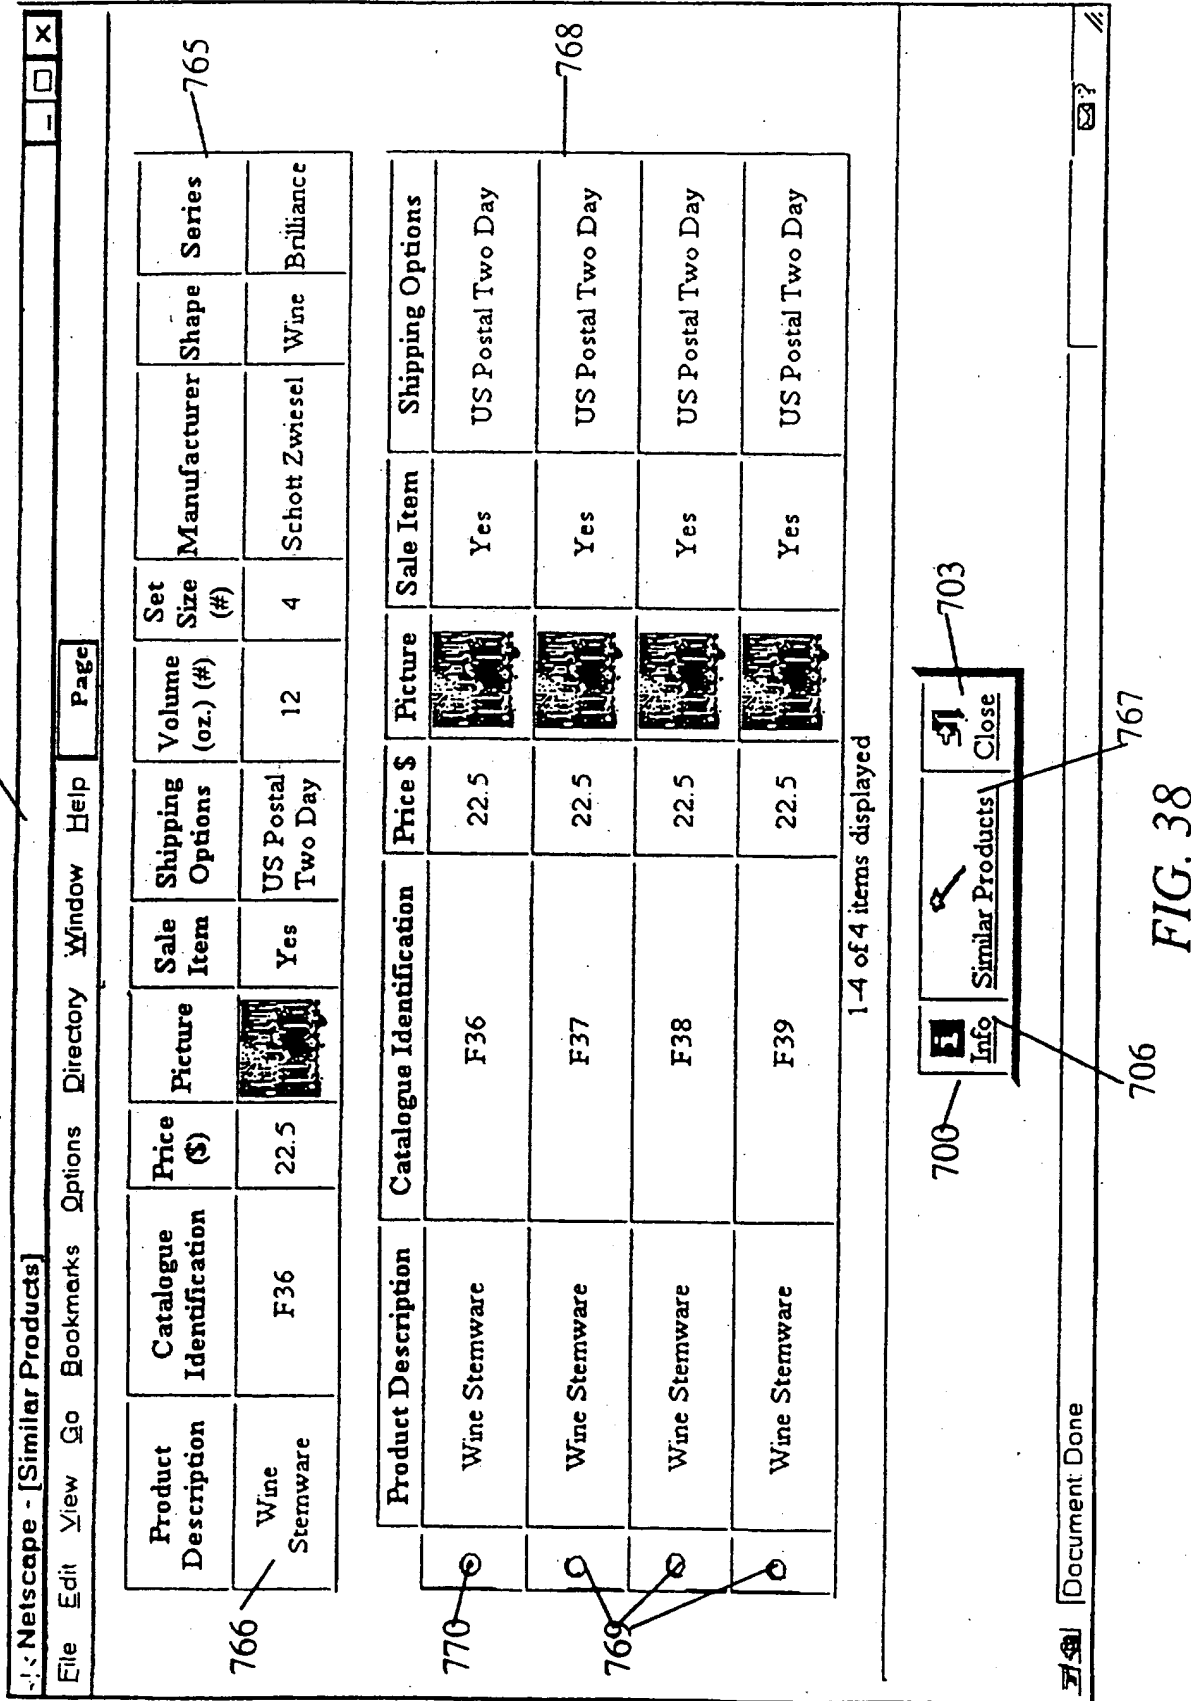 Netscape - [Similar Products]
File Edit View Go Bookmarks Options Directory Window Help Page
Product Description Catalogue Identification Price ($) Picture Sale Item Shipping Options Volume (oz.) (#) Set Size (#) Manufacturer Shape Series
765
766
Wine Stemware F36 22.5 Yes US Postal Two Day 12 4 Schott Zwiesel Wine Brilliance
Product Description Catalogue Identification Price $ Picture Sale Item Shipping Options
768
770
Wine Stemware F36 22.5 Yes US Postal Two Day
Wine Stemware F37 22.5 Yes US Postal Two Day
769
Wine Stemware F38 22.5 Yes US Postal Two Day
Wine Stemware F39 22.5 Yes US Postal Two Day
1-4 of 4 items displayed
700
703
Info Similar Products Close
706
767
Document: Done
?
FIG. 38